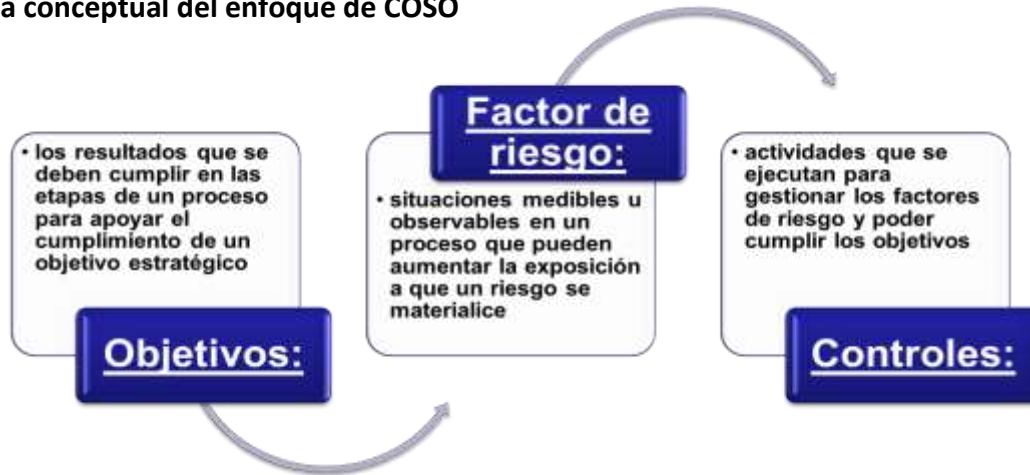 a conceptual del enfoque de COSO
• los resultados que se
deben cumplir en las
etapas de un proceso
para apoyar el
cumplimiento de un
objetivo estratégico
Objetivos:
Factor de
riesgo:
• situaciones medibles u
observables en un
proceso que pueden
aumentar la exposición
a que un riesgo se
materialice
• actividades que se
ejecutan para
gestionar los factores
de riesgo y poder
cumplir los objetivos
Controles: